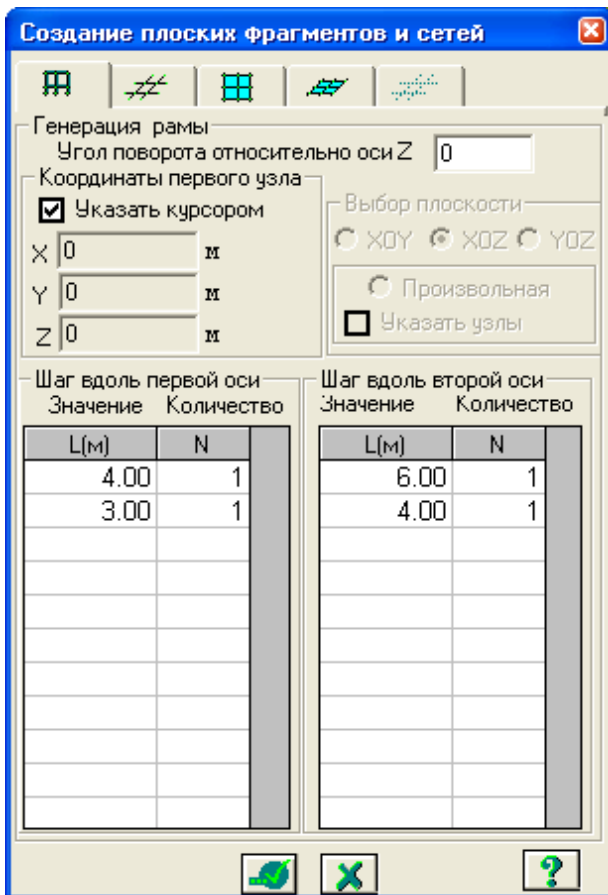 Создание плоских фрагментов и сетей
Генерация рамы
Угол поворота относительно оси Z 0
Координаты первого узла
Указать курсором
X 0 м
Y 0 м
Z 0 м
Выбор плоскости
XOY XOZ YOZ
Произвольная
Указать узлы
Шаг вдоль первой оси
Значение Количество
L(м) N
4.00 1
3.00 1
Шаг вдоль второй оси
Значение Количество
L(м) N
6.00 1
4.00 1
?